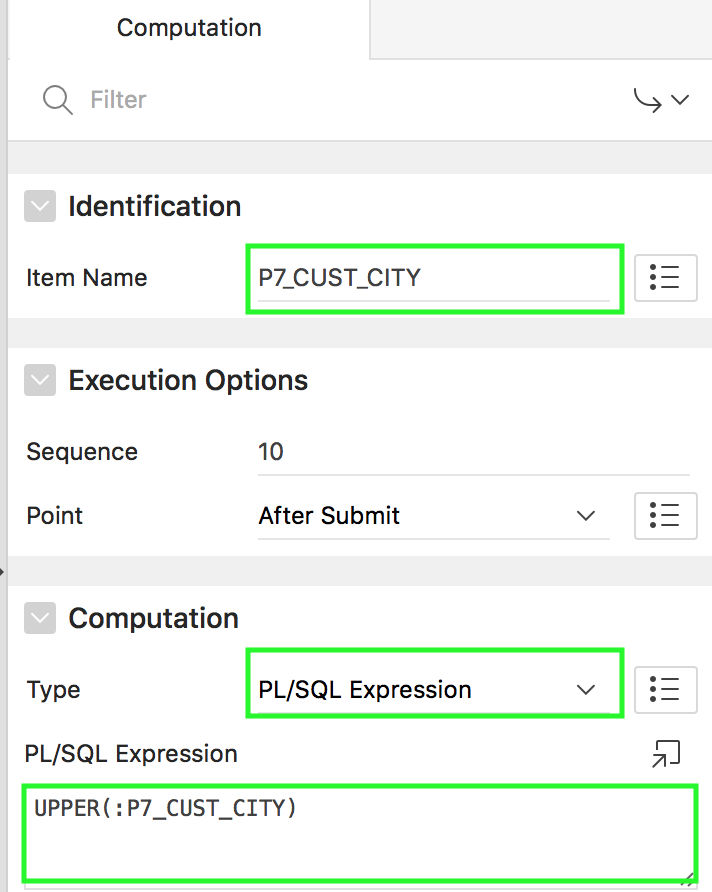 Computation
Filter
Identification
Item Name P7_CUST_CITY
Execution Options
Sequence 10
Point After Submit
Computation
Type PL/SQL Expression
PL/SQL Expression
UPPER(:P7_CUST_CITY)